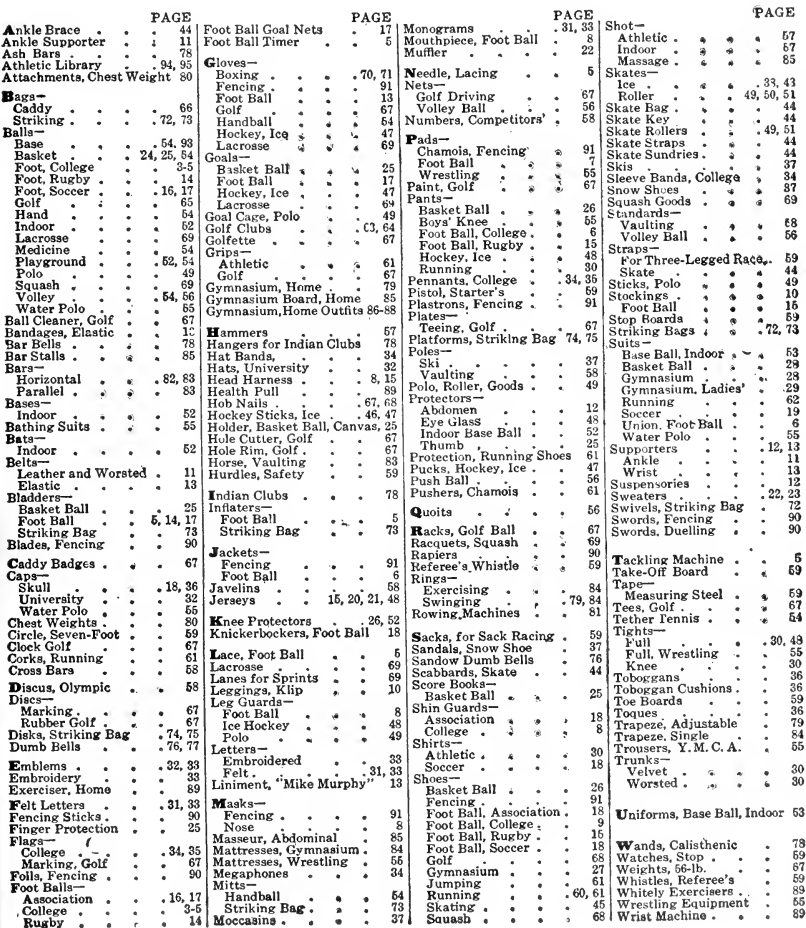 PAGE
Ankle Brace . . . 44
Ankle Supporter . . 11
Ash Bars . . . 78
Athletic Library . . 94, 95
Attachments, Chest Weight 80
Bags—
Caddy . . . 66
Striking . . . 72, 73
Balls—
Base . . . 54, 93
Basket . . 24, 25, 54
Foot, College . . 3-5
Foot, Rugby . . . 14
Foot, Soccer . . 16, 17
Golf . . . 65
Hand . . . 54
Indoor . . . 52
Lacrosse . . . 69
Medicine . . . 54
Playground . . . 52, 54
Polo . . . 49
Squash . . . 69
Volley . . . 54, 56
Water Polo . . . 55
Ball Cleaner, Golf . . 67
Bandages, Elastic .
Bar Bells . . . 78
Bar Stalls . . . 85
Bars—
Horizontal . . 82, 83
Parallel . . . 83
Bases—
Indoor . . . 52
Bathing Suits . . . 55
Bats—
Indoor . . . 52
Belts—
Leather and Worsted . 11
Elastic . . . 13
Bladders—
Basket Ball . . . 25
Foot Ball . . 5, 14, 17
Striking Bag . . . 73
Blades, Fencing . . 90
Caddy Badges . . . 67
Caps—
Skull . . . 18, 36
University . . . 32
Water Polo . . . 55
Chest Weights . . . 80
Circle, Seven-Foot . . 59
Clock Golf . . . 67
Corks, Running . . 61
Cross Bars . . . 58
Discus, Olympic . . 58
Discs—
Marking . . . 67
Rubber Golf . . . 67
Disks, Striking Bag . 74, 75
Dumb Bells . . . 76, 77
Emblems . . . 32, 33
Embroidery . . . 33
Exerciser, Home . . 89
Felt Letters . . . 31, 33
Fencing Sticks . . . 90
Finger Protection . . 25
Flags—
College . . . 34, 35
Marking, Golf . . 67
Foils, Fencing . . . 90
Foot Balls—
Association . . . 16, 17
College . . . 3-5
Rugby . . . 14
PAGE
Foot Ball Goal Nets . . 17
Foot Ball Timer . . 5
Gloves—
Boxing . . . 70, 71
Fencing . . . 91
Foot Ball . . . 13
Golf . . . 67
Handball . . . 54
Hockey, Ice . . . 47
Lacrosse . . . 69
Goals—
Basket Ball . . . 25
Foot Ball . . . 17
Hockey, Ice . . . 47
Lacrosse . . . 69
Goal Cage, Polo . . 49
Golf Clubs . . . 63, 64
Golfette . . . 67
Grips—
Athletic . . . 61
Golf . . . 67
Gymnasium, Home . . 79
Gymnasium Board, Home 85
Gymnasium, Home Outfits 86-88
Hammers . . . 57
Hangers for Indian Clubs 78
Hat Bands, . . . 34
Hats, University . . 32
Head Harness . . . 8, 15
Health Pull . . . 89
Hob Nails . . . 67, 68
Hockey Sticks, Ice . 46, 47
Holder, Basket Ball, Canvas, 25
Hole Cutter, Golf . . 67
Hole Rim, Golf . . . 67
Horse, Vaulting . . 83
Hurdles, Safety . . 59
Indian Clubs . . . 78
Inflaters—
Foot Ball . . . 5
Striking Bag . . . 73
Jackets—
Fencing . . . 91
Foot Ball . . . 6
Javelins . . . 58
Jerseys . . 15, 20, 21, 48
Knee Protectors . . 26, 52
Knickerbockers, Foot Ball 18
Lace, Foot Ball . . 5
Lacrosse . . . 69
Lanes for Sprints . . 69
Leggings, Klip . . 10
Leg Guards—
Foot Ball . . . 8
Ice Hockey . . . 48
Polo . . . 49
Letters—
Embroidered . . . 33
Felt . . . 31, 33
Liniment, "Mike Murphy" 13
Masks—
Fencing . . . 91
Nose . . . 8
Masseur, Abdominal . 85
Mattresses, Gymnasium . 84
Mattresses, Wrestling . 55
Megaphones . . . 34
Mitts—
Handball . . . 54
Striking Bag . . . 73
Moccasins . . . 37
PAGE
Monograms . . . 31, 33
Mouthpiece, Foot Ball . 8
Muffler . . . 22
Needle, Lacing . . 5
Nets—
Golf Driving . . . 67
Volley Ball . . . 56
Numbers, Competitors' . 58
Pads—
Chamois, Fencing . . 91
Foot Ball . . . 7
Wrestling . . . 55
Paint, Golf . . . 67
Pants—
Basket Ball . . . 26
Boys' Knee . . . 55
Foot Ball, College . . 6
Foot Ball, Rugby . . 15
Hockey, Ice . . . 48
Running . . . 30
Pennants, College . . 34, 35
Pistol, Starter's . . 59
Plastrons, Fencing . . 91
Plates—
Teeing, Golf . . . 67
Platforms, Striking Bag 74, 75
Poles—
Ski . . . 37
Vaulting . . . 58
Polo, Roller, Goods . . 49
Protectors—
Abdomen . . . 12
Eye Glass . . . 48
Indoor Base Ball . . 52
Thumb . . . 25
Protection, Running Shoes 61
Pucks, Hockey, Ice . . 47
Push Ball . . . 56
Pushers, Chamois . . 61
Quoits . . . 56
Racks, Golf Ball . . 67
Racquets, Squash . . 69
Rapiers . . . 90
Referee's Whistle . . 59
Rings—
Exercising . . . 84
Swinging . . . 79, 84
Rowing Machines . . 81
Sacks, for Sack Racing . 59
Sandals, Snow Shoe . 37
Sandow Dumb Bells . 76
Scabbards, Skate . . 44
Score Books—
Basket Ball . . . 25
Shin Guards—
Association . . . 18
College . . . 8
Shirts—
Athletic . . . 30
Soccer . . . 18
Shoes—
Basket Ball . . . 26
Fencing . . . 91
Foot Ball, Association . 18
Foot Ball, College . . 9
Foot Ball, Rugby . . 15
Foot Ball, Soccer . . 18
Golf . . . 68
Gymnasium . . . 27
Jumping . . . 61
Running . . . 60, 61
Skating . . . 45
Squash . . . 68
PAGE
Shot—
Athletic . . . 57
Indoor . . . 57
Massage . . . 85
Skates—
Ice . . .
Roller . . 49, 50, 51
Skate Bag . . . 44
Skate Key . . . 44
Skate Rollers . . 49, 51
Skate Straps . . . 44
Skate Sundries . . . 44
Skis . . . 37
Sleeve Bands, College . 34
Snow Shoes . . . 37
Squash Goods . . . 69
Standards—
Vaulting . . . 58
Volley Ball . . . 56
Straps—
For Three-Legged Race . 59
Skate . . . 44
Sticks, Polo . . . 49
Stockings . . . 10
Foot Ball . . . 15
Stop Boards . . . 59
Striking Bags . . . 72, 73
Suits—
Base Ball, Indoor . . 53
Basket Ball . . . 28
Gymnasium . . . 28
Gymnasium, Ladies' . 29
Running . . . 62
Soccer . . . 19
Union, Foot Ball . . 6
Water Polo . . . 55
Supporters . . . 12, 13
Ankle . . . 11
Wrist . . . 13
Suspensories . . . 12
Sweaters . . . 22, 23
Swivels, Striking Bag . 72
Swords, Fencing . . 90
Swords, Duelling . . 90
Tackling Machine . . 5
Take-Off Board . . 59
Tape—
Measuring Steel . . 59
Tees, Golf . . . 67
Tether Tennis . . . 54
Tights—
Full . . . 30, 48
Full, Wrestling . . 55
Knee . . . 30
Toboggans . . . 36
Toboggan Cushions . . 36
Toe Boards . . . 59
Toques . . . 36
Trapeze, Adjustable . 79
Trapeze, Single . . 84
Trousers, Y. M. C. A. . 55
Trunks—
Velvet . . . 30
Worsted . . . 30
Uniforms, Base Ball, Indoor 53
Wands, Calisthenic . 78
Watches, Stop . . . 59
Weights, 56-lb. . . 57
Whistles, Referee's . . 59
Whitely Exercisers . . 89
Wrestling Equipment . 55
Wrist Machine . . . 89